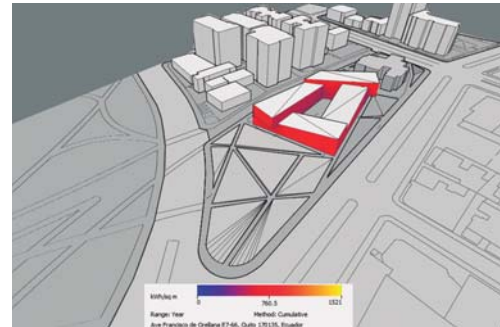 kWh/sq m
0 760.5 1521
Range: Year Method: Cumulative
Ave Francisco de Orellana E7-66, Quito 170135, Ecuador